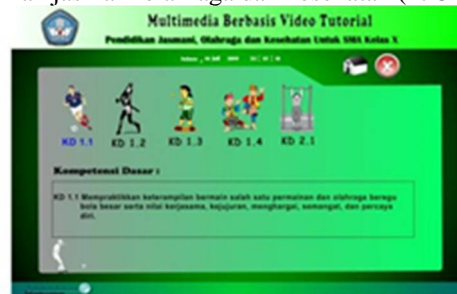 Multimedia Berbasis Video Tutorial
Pendidikan Jasmani, Olahraga dan Kesehatan Untuk SMA Kelas X
KD 1.1 KD 1.2 KD 1.3 KD 1.4 KD 2.1
Kompetensi Dasar :
KD 1.1 Mempraktikkan keterampilan bermain salah satu permainan dan olahraga beregu
bola besar serta nilai kerjasama, kejujuran, menghargai, semangat, dan percaya
diri.